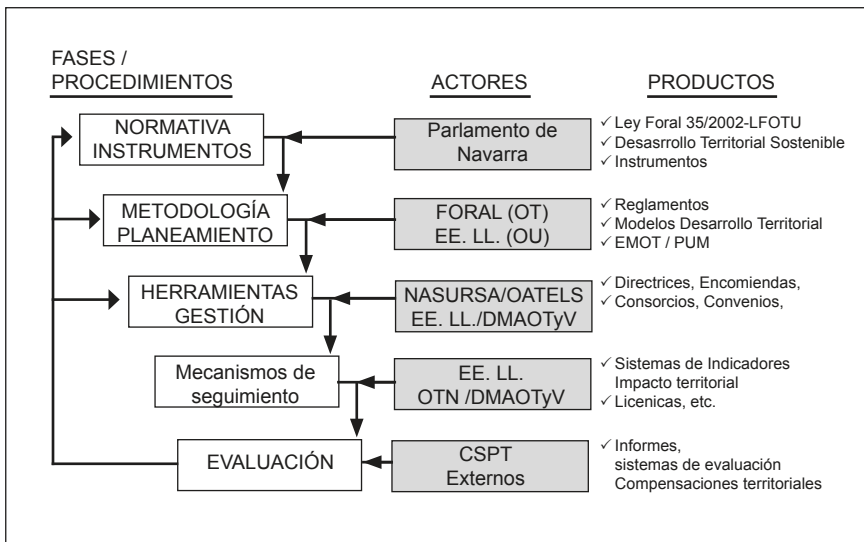 FASES /
PROCEDIMIENTOS
ACTORES
PRODUCTOS
NORMATIVA
INSTRUMENTOS
Parlamento de
Navarra
✓ Ley Foral 35/2002-LFOTU
✓ Desasrrollo Territorial Sostenible
✓ Instrumentos
METODOLOGÍA
PLANEAMIENTO
FORAL (OT)
EE. LL. (OU)
✓ Reglamentos
✓ Modelos Desarrollo Territorial
✓ EMOT / PUM
HERRAMIENTAS
GESTIÓN
NASURSA/OATELS
EE. LL./DMAOTyV
✓ Directrices, Encomiendas,
✓ Consorcios, Convenios,
Mecanismos de
seguimiento
EE. LL.
OTN /DMAOTyV
✓ Sistemas de Indicadores
Impacto territorial
✓ Licenicas, etc.
EVALUACIÓN
CSPT
Externos
✓ Informes,
sistemas de evaluación
Compensaciones territoriales